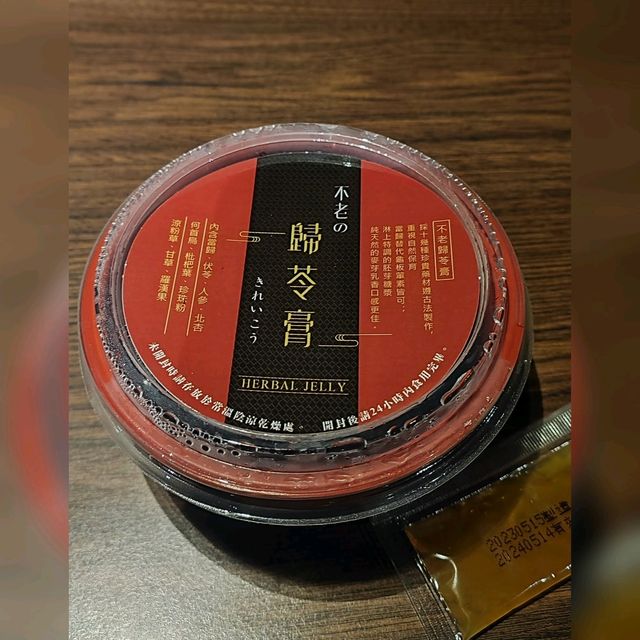 不老の
歸苓膏
きれいこう
HERBAL JELLY
不老歸苓膏
採十幾種珍貴藥材遵古法製作,
重視自然保育
當歸替代龜板葷素皆可;
淋上特調的胚芽糖漿
純天然的麥芽乳香口感更佳。
內含當歸.伏苓.人參.北杏
何首烏.枇杷葉.珍珠粉
涼粉草.甘草.羅漢果
未開封時請存放於常溫陰涼乾燥處。 開封後請24小時內食用完畢。
20230515
20240514